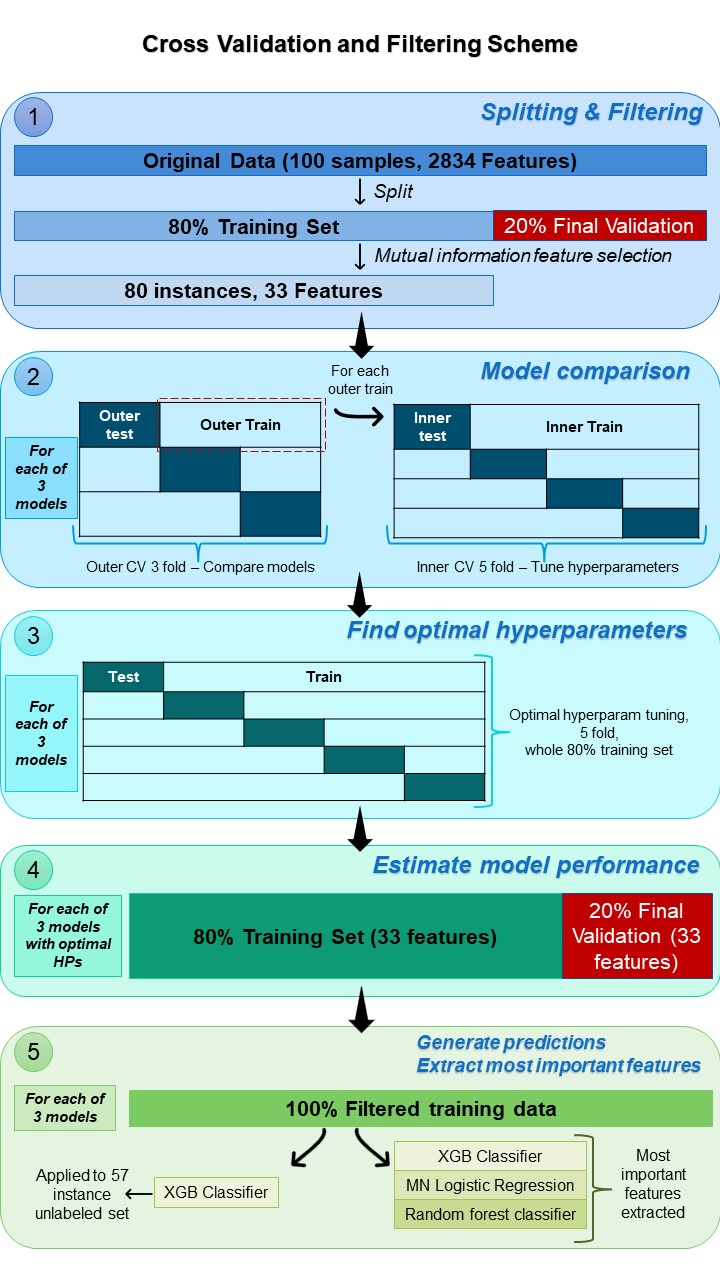 Cross Validation and Filtering Scheme
1
Splitting & Filtering
Original Data (100 samples, 2834 Features)
Split
80% Training Set
20% Final Validation
Mutual information feature selection
80 instances, 33 Features
2
For each
outer train
Model comparison
For
each of
3
models
Outer
test
Outer Train
Inner
test
Inner Train
Outer CV 3 fold – Compare models
Inner CV 5 fold – Tune hyperparameters
3
Find optimal hyperparameters
For
each of
3
models
Test
Train
Optimal hyperparam tuning,
5 fold,
whole 80% training set
4
Estimate model performance
For each of
3 models
with optimal
HPs
80% Training Set (33 features)
20% Final
Validation (33
features)
5
Generate predictions
Extract most important features
For each of
3 models
100% Filtered training data
Applied to 57
instance
unlabeled set
XGB Classifier
XGB Classifier
MN Logistic Regression
Random forest classifier
Most
important
features
extracted